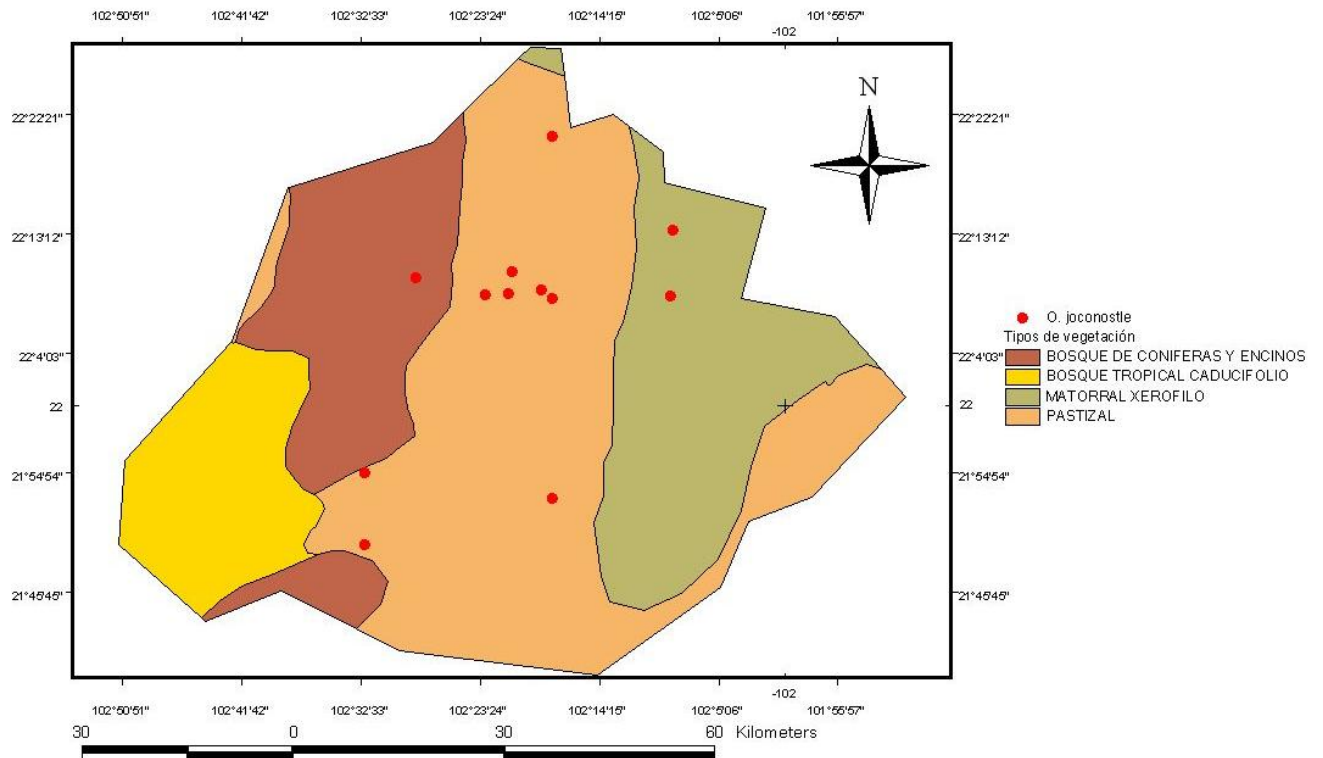 102°50'51" 102°41'42" 102°32'33" 102°23'24" 102°14'15" 102°5'06" 101°55'57"
-102
N
22°22'21" 22°22'21"
22°13'12" 22°13'12"
O. joconostle
Tipos de vegetación
22°4'03" 22°4'03"
BOSQUE DE CONIFERAS Y ENCINOS
BOSQUE TROPICAL CADUCIFOLIO
MATORRAL XEROFILO
22 22
PASTIZAL
21°54'54" 21°54'54"
21°45'45" 21°45'45"
-102
102°50'51" 102°41'42" 102°32'33" 102°23'24" 102°14'15" 102°5'06" 101°55'57"
30 0 30 60 Kilometers